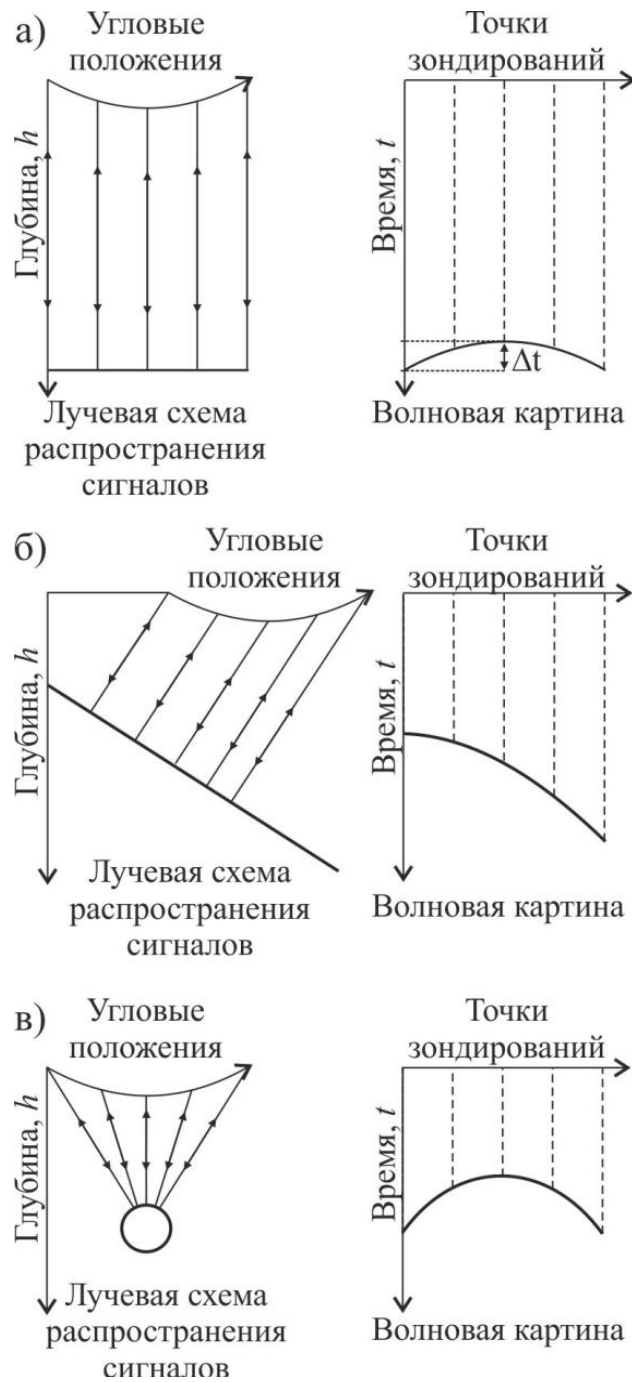 а)
Угловые
положения
Глубина, h
Лучевая схема
распространения
сигналов
Точки
зондирований
Время, t
Δt
Волновая картина
б)
Угловые
положения
Глубина, h
Лучевая схема
распространения
сигналов
Точки
зондирований
Время, t
Волновая картина
в)
Угловые
положения
Глубина, h
Лучевая схема
распространения
сигналов
Точки
зондирований
Время, t
Волновая картина